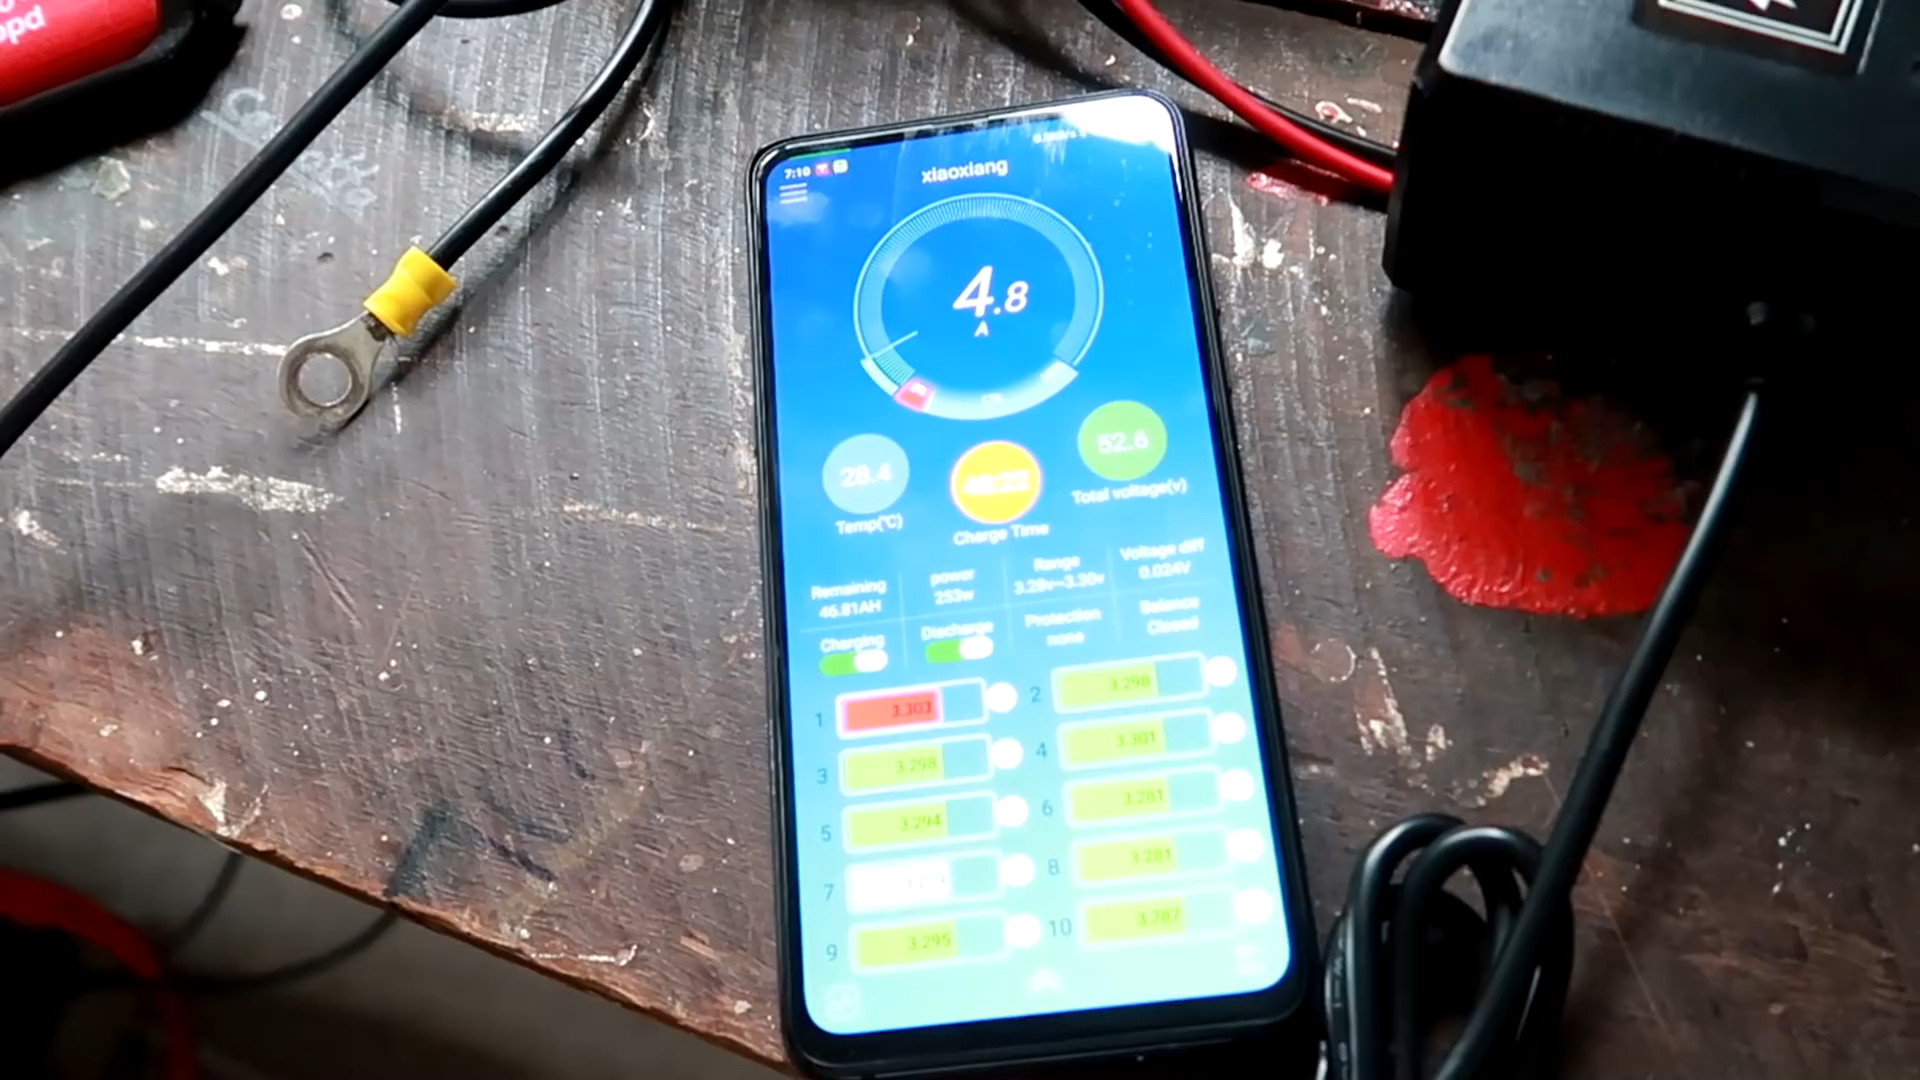 7:10
xiaoxiang
4.8
A
28.4
52.6
Temp(℃)
Charge Time
Total voltage(v)
Remaining
46.81AH
power
253w
Range
3.28v~3.30v
Voltage diff
0.024V
Charging
Discharge
Protection
none
Balance
Closed
1 3.303
2 3.298
3 3.298
4 3.301
5 3.294
6 3.281
7
8 3.281
9 3.295
10 3.287